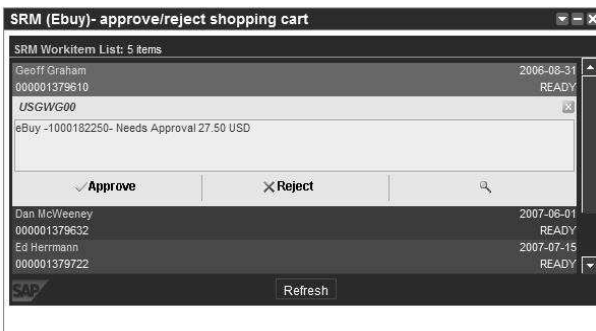 SRM (Ebuy)- approve/reject shopping cart
SRM Workitem List: 5 items
Geoff Graham 2006-08-31
000001379610 READY
USGWG00
eBuy -1000182250- Needs Approval 27.50 USD
Approve Reject
Dan McWeeney 2007-06-01
000001379632 READY
Ed Herrmann 2007-07-15
000001379722 READY
SAP Refresh